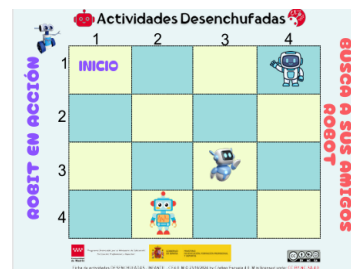 Actividades Desenchufadas
1 2 3 4
1
INICIO
2
3
4
ROBIT EN ACCIÓN
BUSCA A SUS AMIGOS
ROBOT